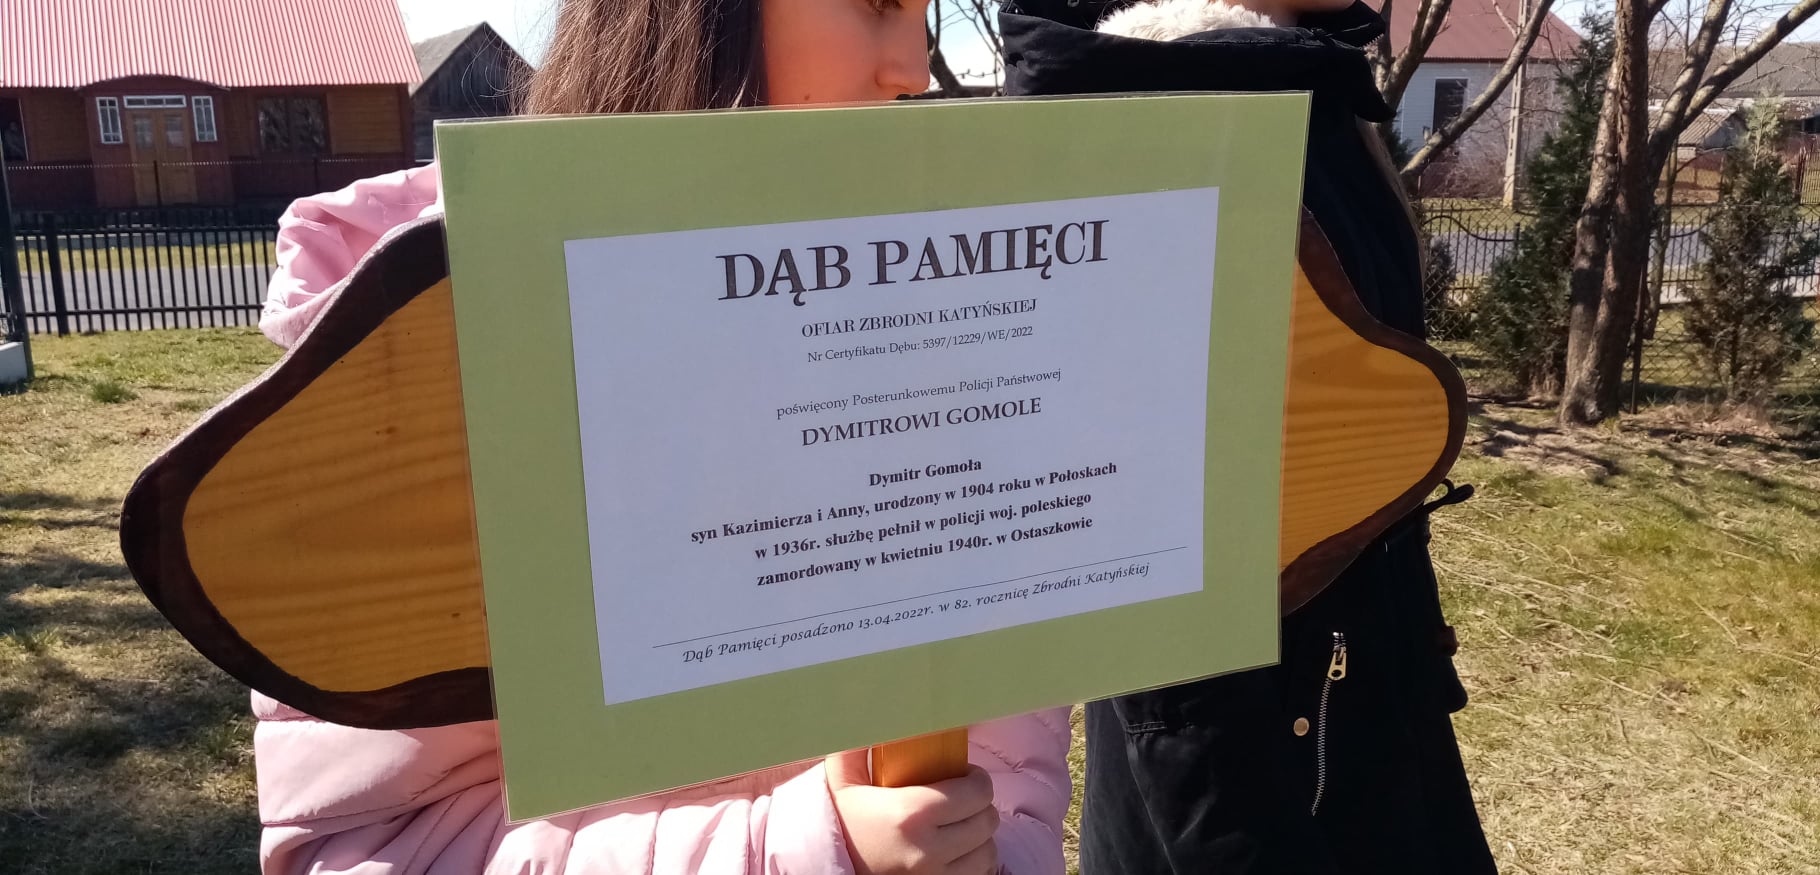 DĄB PAMIĘCI
OFIAR ZBRODNI KATYŃSKIEJ
Nr Certyfikatu Dębu: 5397/12229/WE/2022
poświęcony Posterunkowemu Policji Państwowej
DYMITROWI GOMOLE
Dymitr Gomoła
syn Kazimierza i Anny, urodzony w 1904 roku w Połoskach
w 1936r. służbę pełnił w policji woj. poleskiego
zamordowany w kwietniu 1940r. w Ostaszkowie
Dąb Pamięci posadzono 13.04.2022r. w 82. rocznicę Zbrodni Katyńskiej